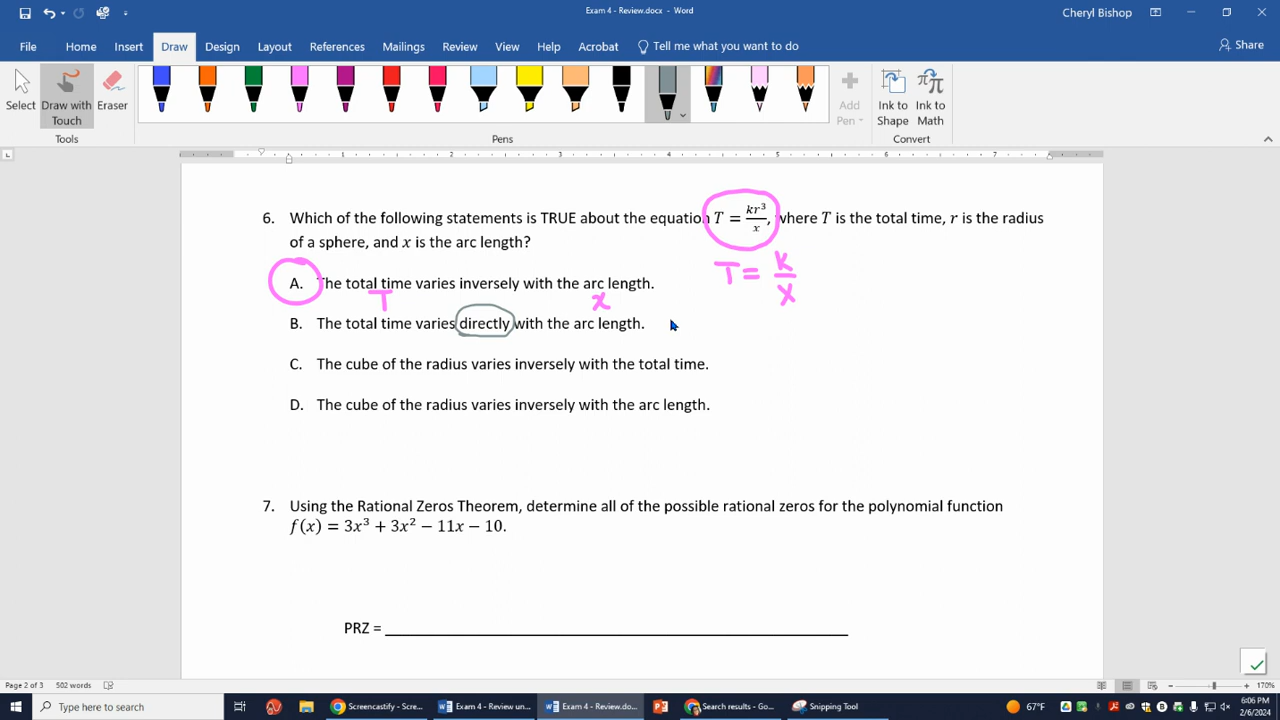 Exam 4 - Review.docx - Word
Cheryl Bishop
File Home Insert Draw Design Layout References Mailings Review View Help Acrobat Tell me what you want to do Share
Select Draw with Touch Eraser
Add Pen Ink to Shape Ink to Math
Tools Pens Convert
L 1 2 3 4 5 6 7
6. Which of the following statements is TRUE about the equation T = kr³/x, where T is the total time, r is the radius
of a sphere, and x is the arc length?
T = k/x
A. The total time varies inversely with the arc length.
T x
B. The total time varies directly with the arc length.
C. The cube of the radius varies inversely with the total time.
D. The cube of the radius varies inversely with the arc length.
7. Using the Rational Zeros Theorem, determine all of the possible rational zeros for the polynomial function
f(x) = 3x³ + 3x² − 11x − 10.
PRZ = ____________________
Page 2 of 3 502 words 170%
Type here to search Screencastify - Scre... Exam 4 - Review un... Exam 4 - Review.do... Search results - Go... Snipping Tool 67°F 6:06 PM
2/6/2024